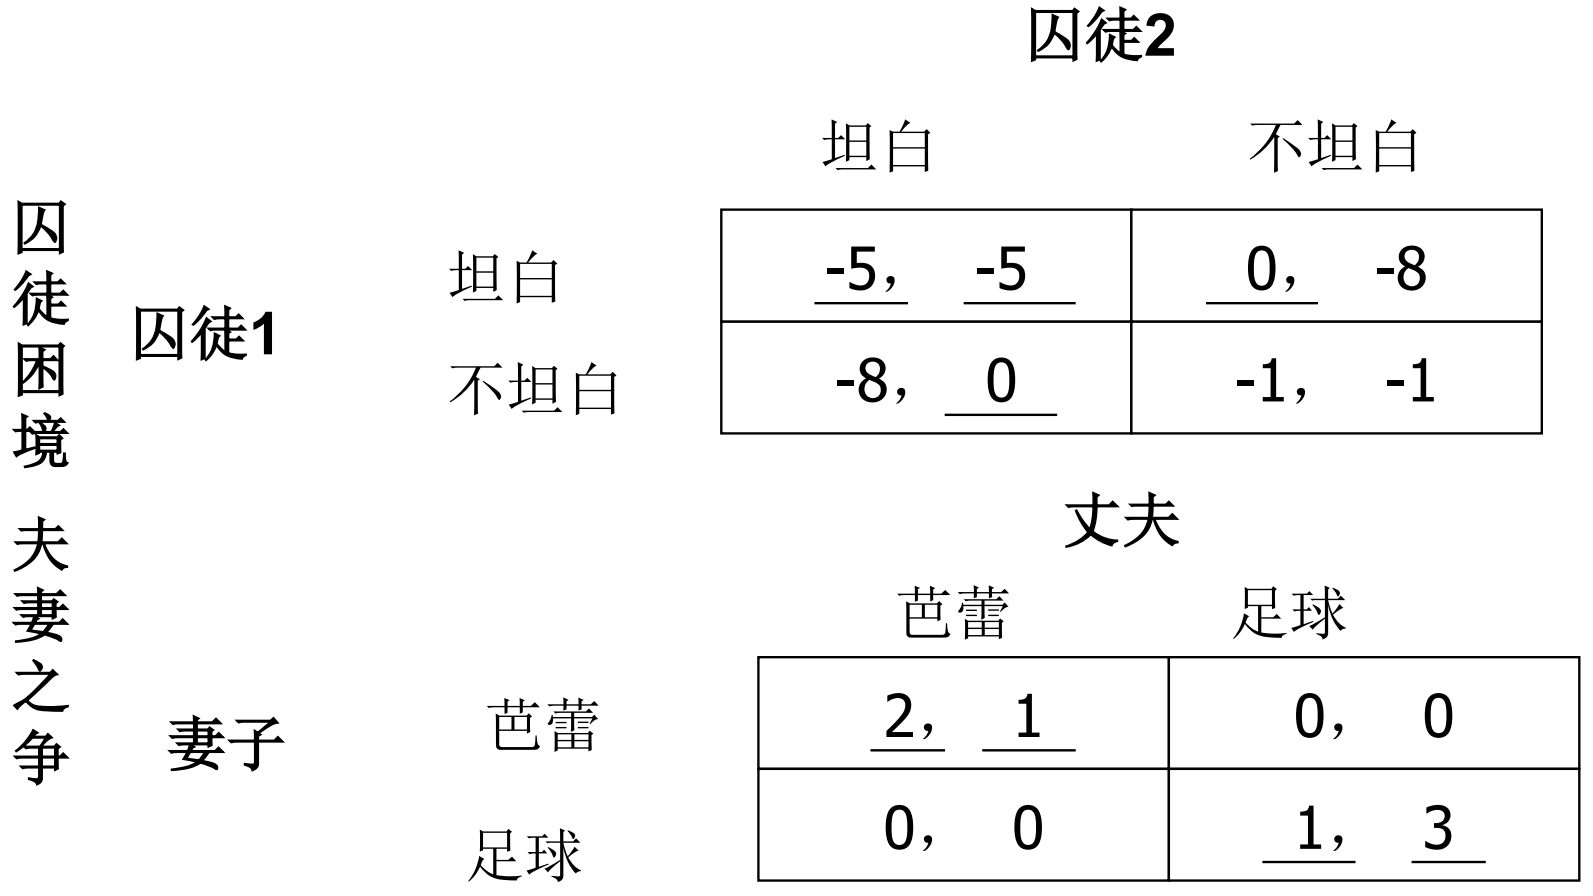 囚徒2
坦白 不坦白
囚徒困境
囚徒1
坦白 -5, -5 0, -8
不坦白 -8, 0 -1, -1
丈夫
芭蕾 足球
夫妻之争
妻子
芭蕾 2, 1 0, 0
足球 0, 0 1, 3